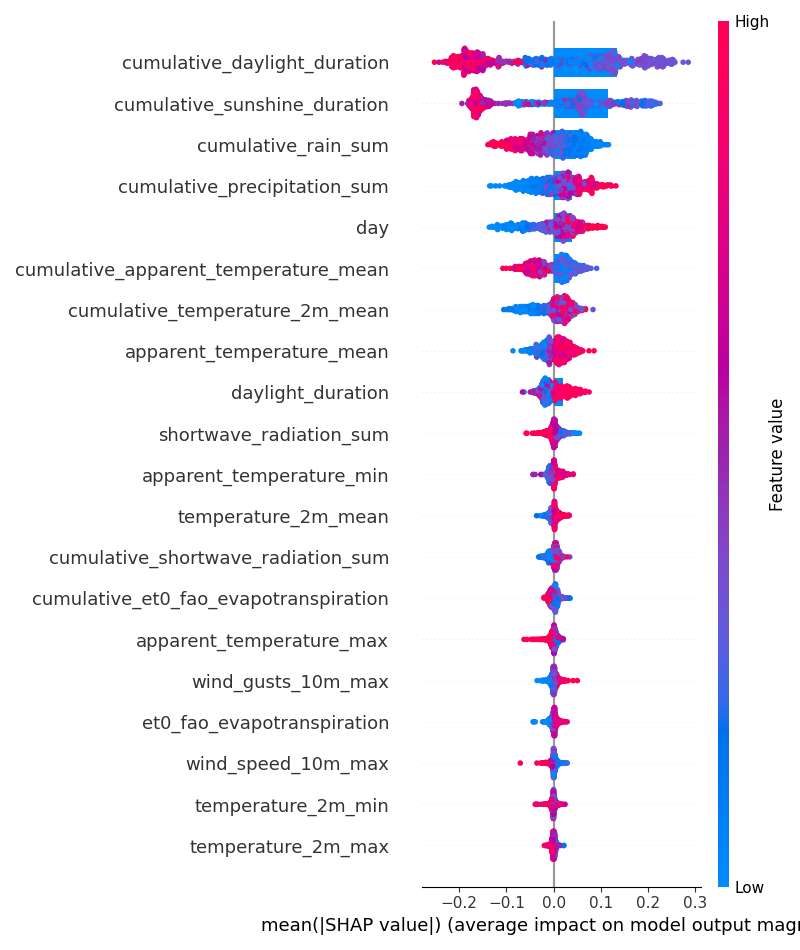 High
cumulative_daylight_duration
cumulative_sunshine_duration
cumulative_rain_sum
cumulative_precipitation_sum
day
cumulative_apparent_temperature_mean
cumulative_temperature_2m_mean
apparent_temperature_mean
daylight_duration
shortwave_radiation_sum
apparent_temperature_min
temperature_2m_mean
cumulative_shortwave_radiation_sum
cumulative_et0_fao_evapotranspiration
apparent_temperature_max
wind_gusts_10m_max
et0_fao_evapotranspiration
wind_speed_10m_max
temperature_2m_min
temperature_2m_max
Feature value
Low
−0.2 −0.1 0.0 0.1 0.2 0.3
mean(|SHAP value|) (average impact on model output magn